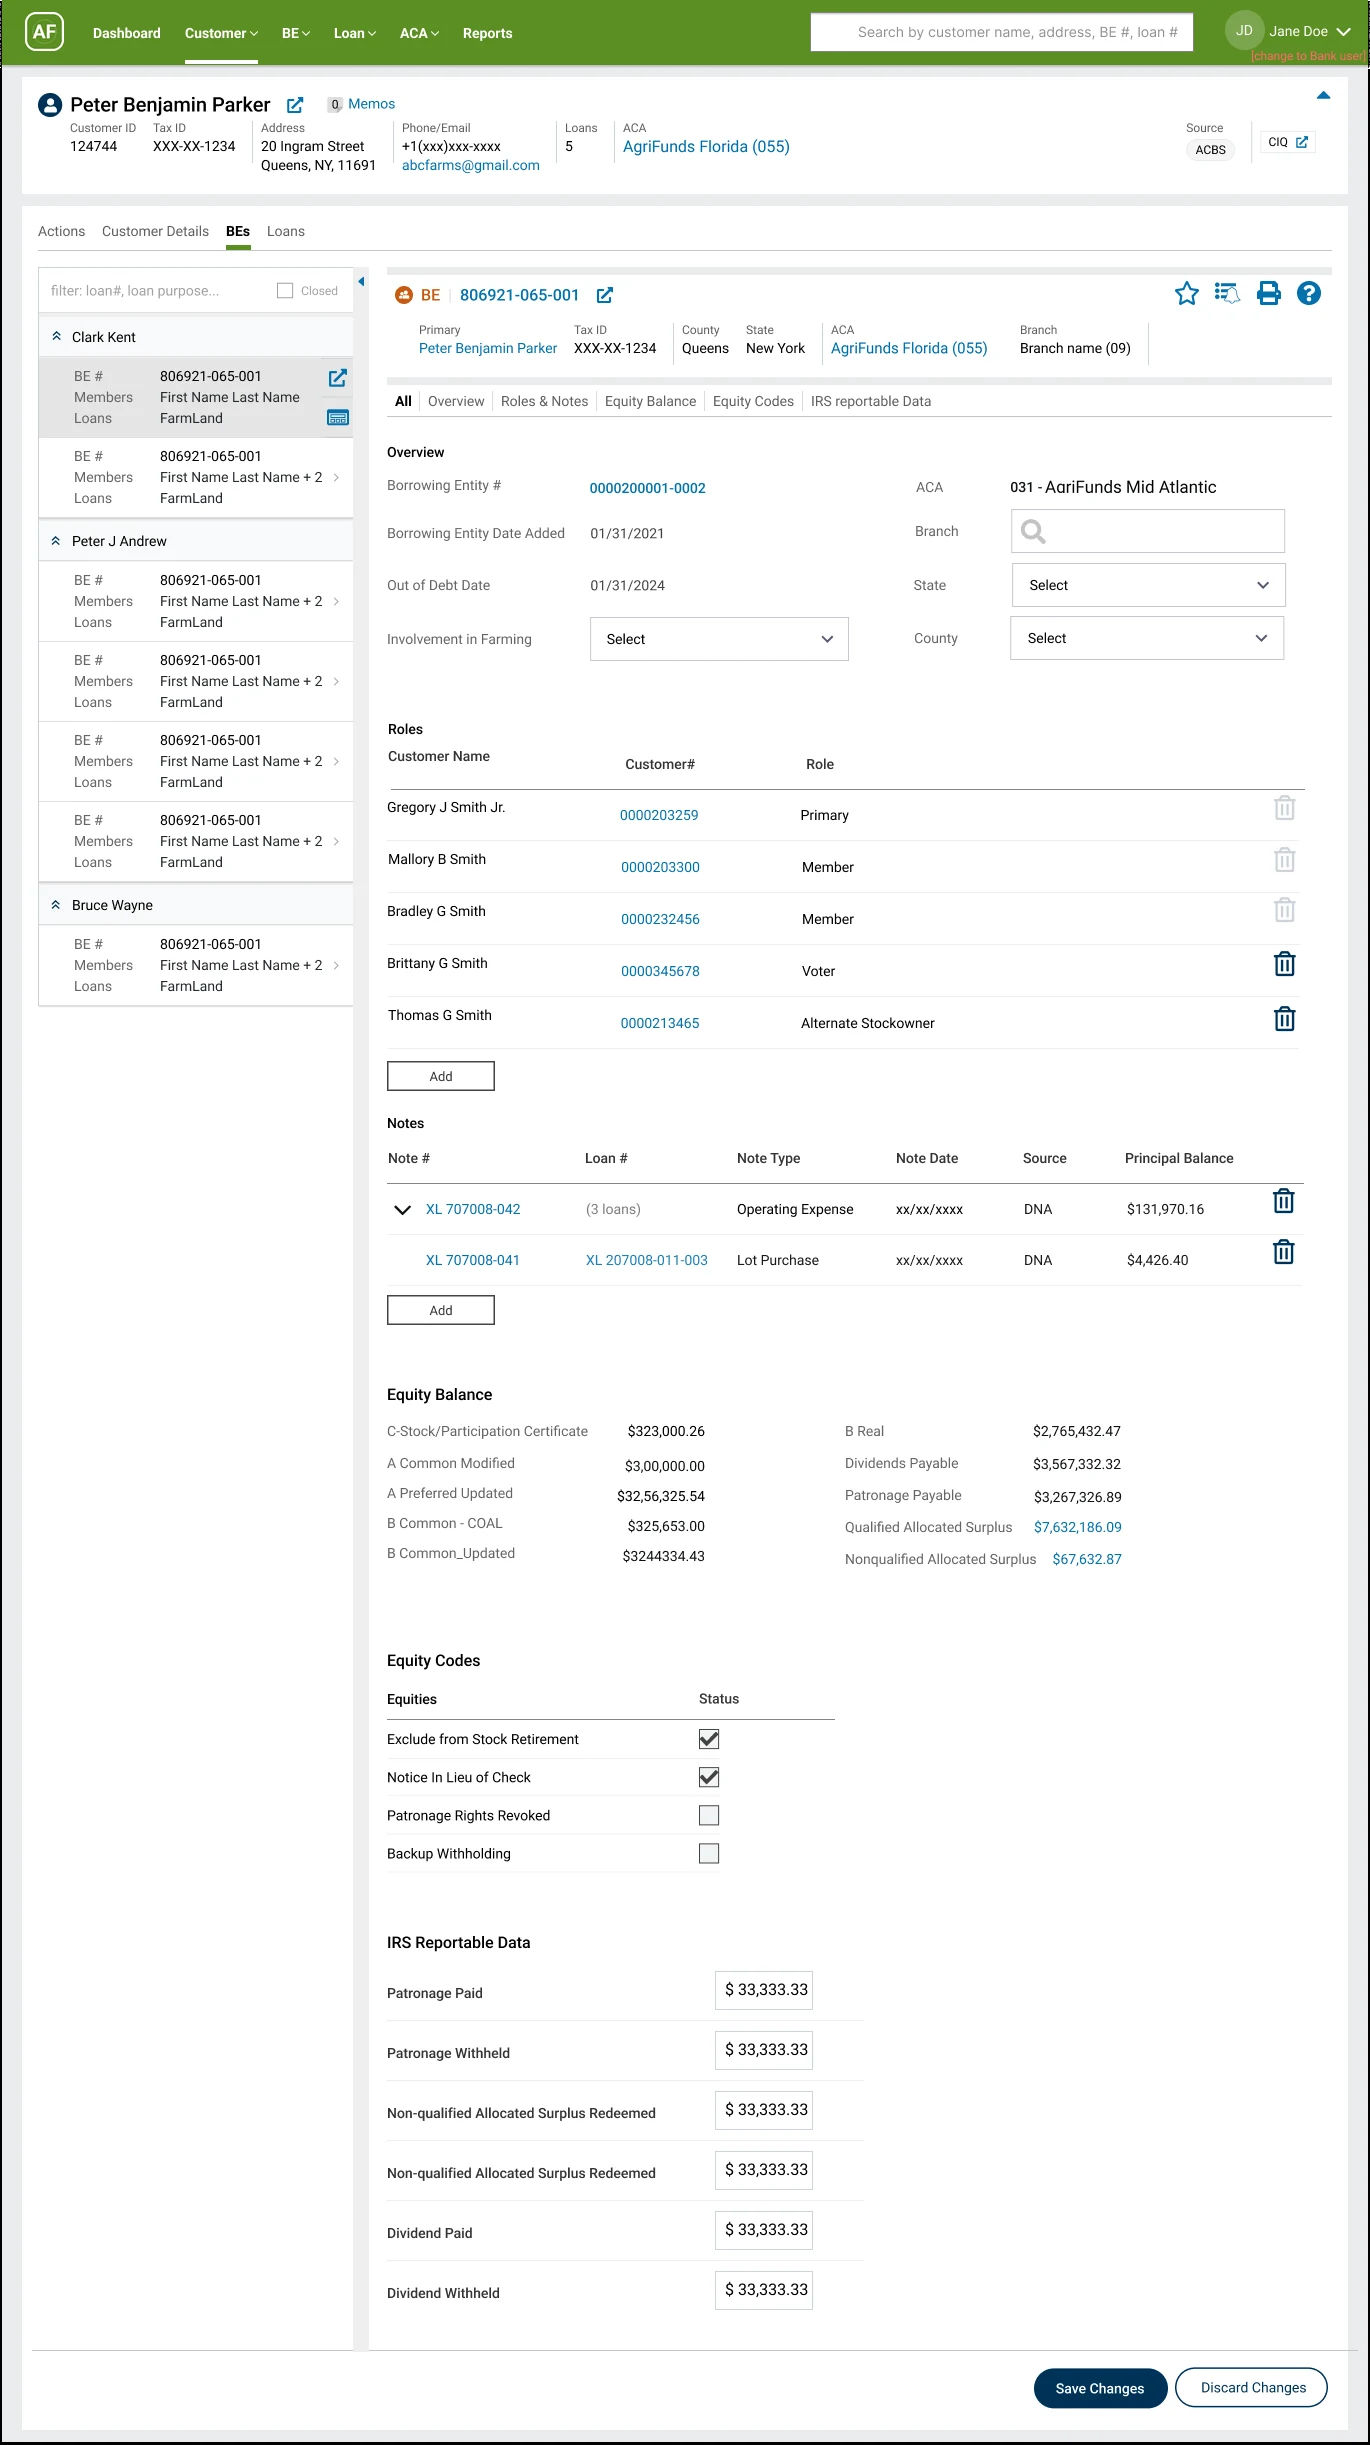 AF Dashboard Customer BE Loan ACA Reports Search by customer name, address, BE #, loan # JD Jane Doe
[change to Bank user]
Peter Benjamin Parker 0 Memos
Customer ID Tax ID Address Phone/Email Loans ACA Source
124744 XXX-XX-1234 20 Ingram Street +1(xxx)xxx-xxxx 5 AgriFunds Florida (055) ACBS CIQ
Queens, NY, 11691 abcfarms@gmail.com
Actions Customer Details BEs Loans
filter: loan#, loan purpose... Closed
Clark Kent
BE # 806921-065-001
Members First Name Last Name
Loans FarmLand
BE # 806921-065-001
Members First Name Last Name + 2
Loans FarmLand
Peter J Andrew
BE # 806921-065-001
Members First Name Last Name + 2
Loans FarmLand
BE # 806921-065-001
Members First Name Last Name + 2
Loans FarmLand
BE # 806921-065-001
Members First Name Last Name + 2
Loans FarmLand
BE # 806921-065-001
Members First Name Last Name + 2
Loans FarmLand
Bruce Wayne
BE # 806921-065-001
Members First Name Last Name + 2
Loans FarmLand
BE 806921-065-001
Primary Tax ID County State ACA Branch
Peter Benjamin Parker XXX-XX-1234 Queens New York AgriFunds Florida (055) Branch name (09)
All Overview Roles & Notes Equity Balance Equity Codes IRS reportable Data
Overview
Borrowing Entity # 0000200001-0002 ACA 031 - AgriFunds Mid Atlantic
Borrowing Entity Date Added 01/31/2021 Branch
Out of Debt Date 01/31/2024 State Select
Involvement in Farming Select County Select
Roles
Customer Name Customer# Role
Gregory J Smith Jr. 0000203259 Primary
Mallory B Smith 0000203300 Member
Bradley G Smith 0000232456 Member
Brittany G Smith 0000345678 Voter
Thomas G Smith 0000213465 Alternate Stockowner
Add
Notes
Note # Loan # Note Type Note Date Source Principal Balance
XL 707008-042 (3 loans) Operating Expense xx/xx/xxxx DNA $131,970.16
XL 707008-041 XL 207008-011-003 Lot Purchase xx/xx/xxxx DNA $4,426.40
Add
Equity Balance
C-Stock/Participation Certificate $323,000.26 B Real $2,765,432.47
A Common Modified $3,00,000.00 Dividends Payable $3,567,332.32
A Preferred Updated $32,56,325.54 Patronage Payable $3,267,326.89
B Common - COAL $325,653.00 Qualified Allocated Surplus $7,632,186.09
B Common_Updated $3244334.43 Nonqualified Allocated Surplus $67,632.87
Equity Codes
Equities Status
Exclude from Stock Retirement
Notice In Lieu of Check
Patronage Rights Revoked
Backup Withholding
IRS Reportable Data
Patronage Paid $ 33,333.33
Patronage Withheld $ 33,333.33
Non-qualified Allocated Surplus Redeemed $ 33,333.33
Non-qualified Allocated Surplus Redeemed $ 33,333.33
Dividend Paid $ 33,333.33
Dividend Withheld $ 33,333.33
Save Changes Discard Changes